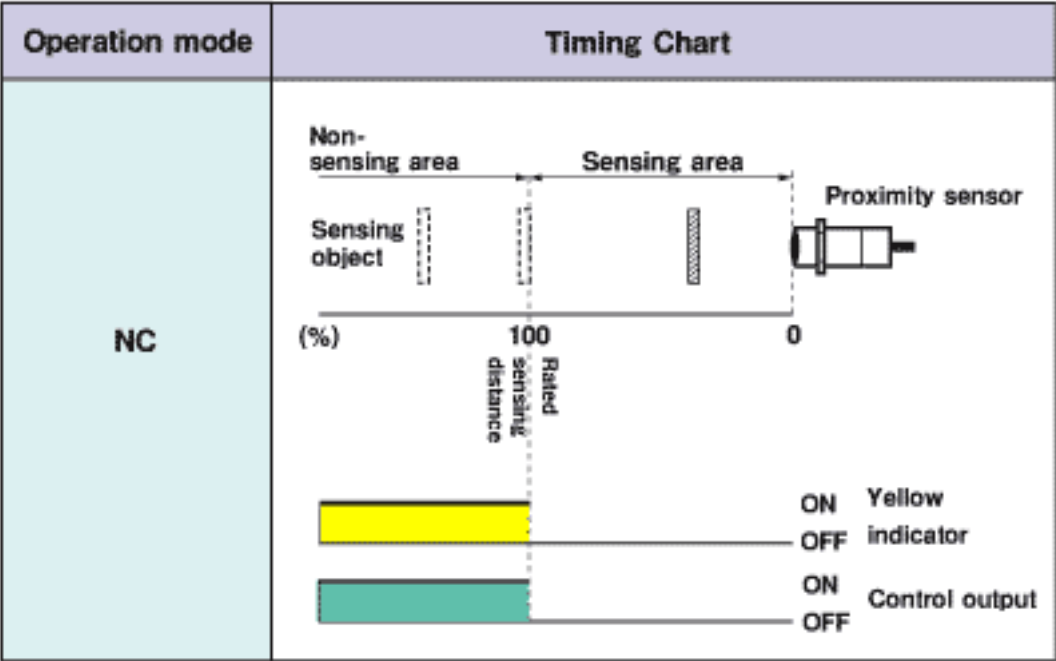 Operation mode
Timing Chart
NC
Non-
sensing area
Sensing area
Proximity sensor
Sensing
object
(%)
100
0
Rated
sensing
distance
ON
OFF
Yellow
indicator
ON
OFF
Control output